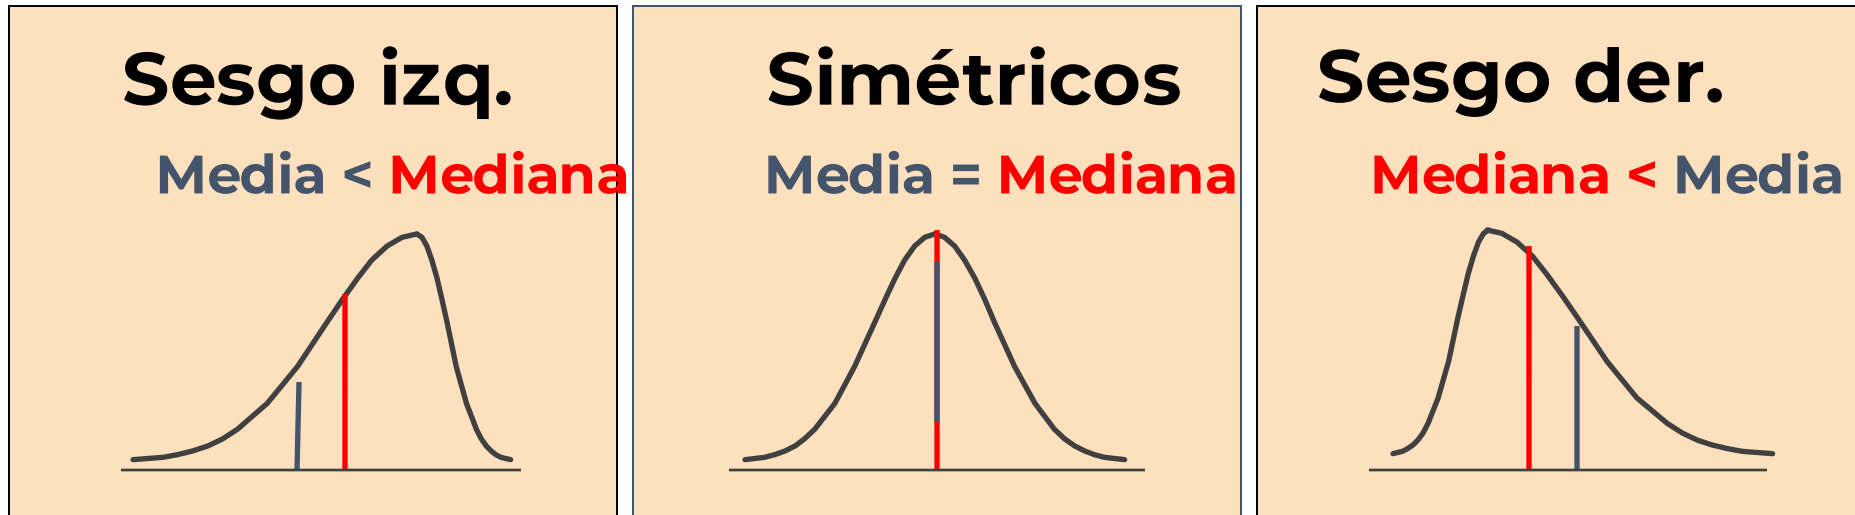 Sesgo izq.
Media < Mediana
Simétricos
Media = Mediana
Sesgo der.
Mediana < Media